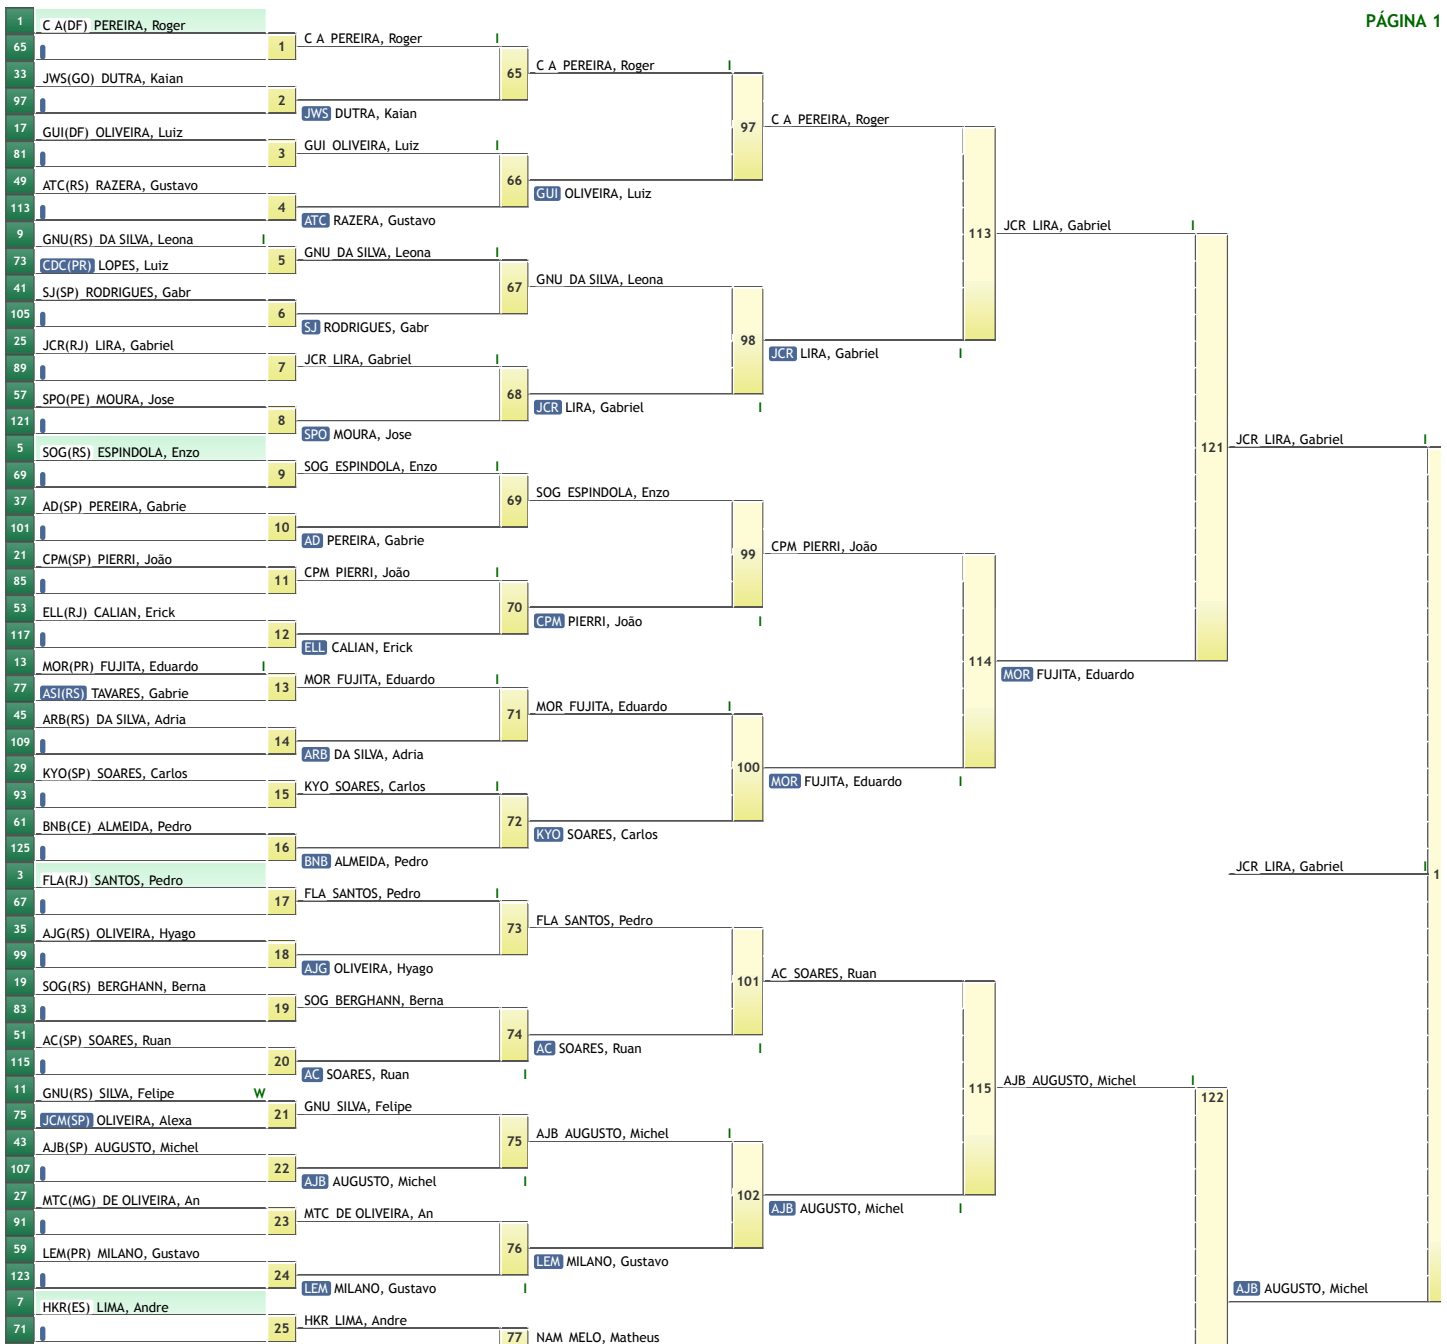 PÁGINA 1
1 C A(DF) PEREIRA, Roger
65
33 JWS(GO) DUTRA, Kaian
97
17 GUI(DF) OLIVEIRA, Luiz
81
49 ATC(RS) RAZERA, Gustavo
113
9 GNU(RS) DA SILVA, Leona I
73 CDC(PR) LOPES, Luiz
41 SJ(SP) RODRIGUES, Gabr
105
25 JCR(RJ) LIRA, Gabriel
89
57 SPO(PE) MOURA, Jose
121
5 SOG(RS) ESPINDOLA, Enzo
69
37 AD(SP) PEREIRA, Gabrie
101
21 CPM(SP) PIERRI, João
85
53 ELL(RJ) CALIAN, Erick
117
13 MOR(PR) FUJITA, Eduardo I
77 ASI(RS) TAVARES, Gabrie
45 ARB(RS) DA SILVA, Adria
109
29 KYO(SP) SOARES, Carlos
93
61 BNB(CE) ALMEIDA, Pedro
125
3 FLA(RJ) SANTOS, Pedro
67
35 AJG(RS) OLIVEIRA, Hyago
99
19 SOG(RS) BERGHANN, Berna
83
51 AC(SP) SOARES, Ruan
115
11 GNU(RS) SILVA, Felipe W
75 JCM(SP) OLIVEIRA, Alexa
43 AJB(SP) AUGUSTO, Michel
107
27 MTC(MG) DE OLIVEIRA, An
91
59 LEM(PR) MILANO, Gustavo
123
7 HKR(ES) LIMA, Andre
71
1 C A PEREIRA, Roger I
2 JWS DUTRA, Kaian
3 GUI OLIVEIRA, Luiz I
4 ATC RAZERA, Gustavo
5 GNU DA SILVA, Leona I
6 SJ RODRIGUES, Gabr
7 JCR LIRA, Gabriel I
8 SPO MOURA, Jose
9 SOG ESPINDOLA, Enzo I
10 AD PEREIRA, Gabrie
11 CPM PIERRI, João I
12 ELL CALIAN, Erick
13 MOR FUJITA, Eduardo I
14 ARB DA SILVA, Adria
15 KYO SOARES, Carlos I
16 BNB ALMEIDA, Pedro
17 FLA SANTOS, Pedro I
18 AJG OLIVEIRA, Hyago
19 SOG BERGHANN, Berna
20 AC SOARES, Ruan I
21 GNU SILVA, Felipe
22 AJB AUGUSTO, Michel I
23 MTC DE OLIVEIRA, An
24 LEM MILANO, Gustavo I
25 HKR LIMA, Andre
65 C A PEREIRA, Roger I
66 GUI OLIVEIRA, Luiz
67 GNU DA SILVA, Leona
68 JCR LIRA, Gabriel I
69 SOG ESPINDOLA, Enzo
70 CPM PIERRI, João I
71 MOR FUJITA, Eduardo I
72 KYO SOARES, Carlos
73 FLA SANTOS, Pedro
74 AC SOARES, Ruan I
75 AJB AUGUSTO, Michel I
76 LEM MILANO, Gustavo
77 NAM MELO, Matheus
97 C A PEREIRA, Roger
98 JCR LIRA, Gabriel I
99 CPM PIERRI, João
100 MOR FUJITA, Eduardo I
101 AC SOARES, Ruan
102 AJB AUGUSTO, Michel I
113 JCR LIRA, Gabriel I
114 MOR FUJITA, Eduardo
115 AJB AUGUSTO, Michel I
121 JCR LIRA, Gabriel I
122 AJB AUGUSTO, Michel
JCR LIRA, Gabriel I
1